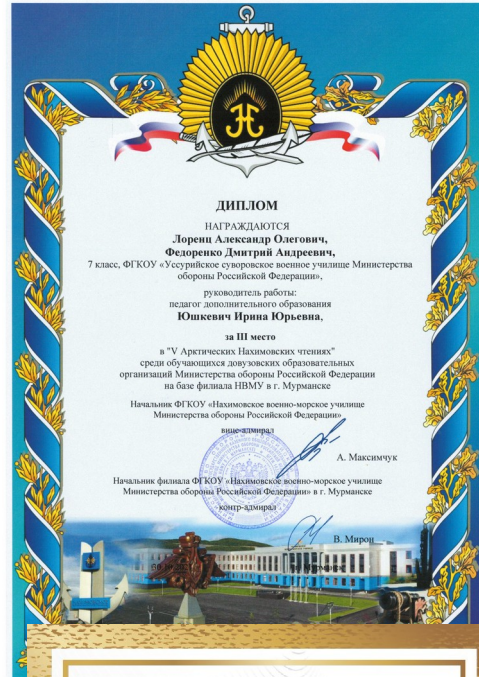 ДИПЛОМ
НАГРАЖДАЮТСЯ
Лоренц Александр Олегович,
Федоренко Дмитрий Андреевич,
7 класс, ФГКОУ «Уссурийское суворовское военное училище Министерства
обороны Российской Федерации»,
руководитель работы:
педагог дополнительного образования
Юшкевич Ирина Юрьевна,
за III место
в "V Арктических Нахимовских чтениях"
среди обучающихся довузовских образовательных
организаций Министерства обороны Российской Федерации
на базе филиала НВМУ в г. Мурманске
Начальник ФГКОУ «Нахимовское военно-морское училище
Министерства обороны Российской Федерации»
вице-адмирал
А. Максимчук
Начальник филиала ФГКОУ «Нахимовское военно-морское училище
Министерства обороны Российской Федерации» в г. Мурманске
контр-адмирал
В. Мирон